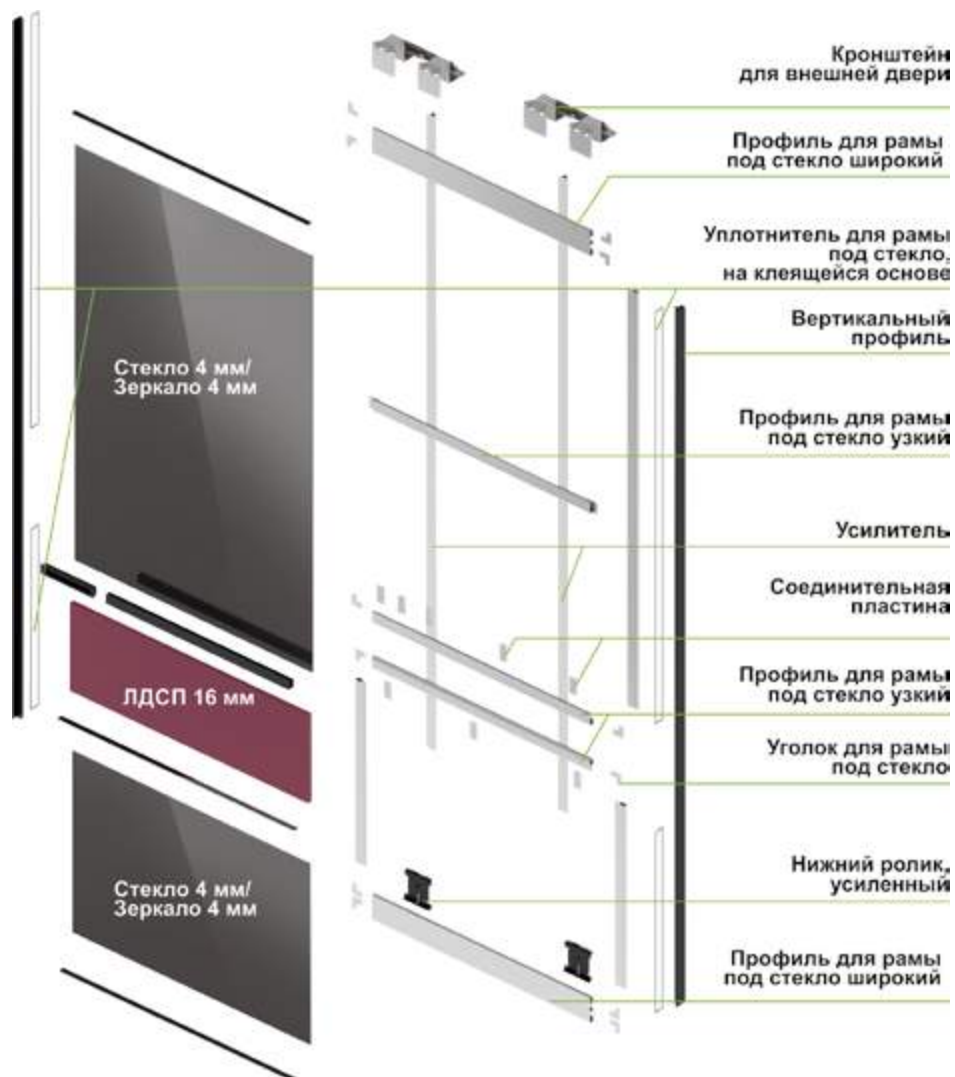 Кронштейн
для внешней двери
Профиль для рамы
под стекло широкий
Уплотнитель для рамы
под стекло,
на клеящейся основе
Вертикальный
профиль
Стекло 4 мм/
Зеркало 4 мм
Профиль для рамы
под стекло узкий
Усилитель
Соединительная
пластина
ЛДСП 16 мм
Профиль для рамы
под стекло узкий
Уголок для рамы
под стекло
Стекло 4 мм/
Зеркало 4 мм
Нижний ролик,
усиленный
Профиль для рамы
под стекло широкий